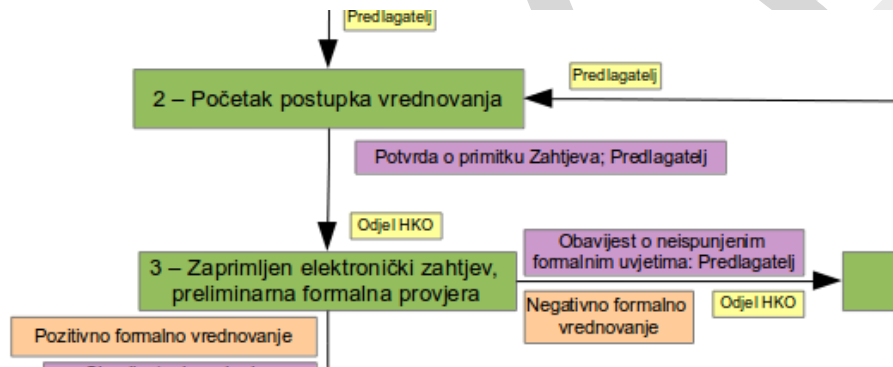 Predlagatelj
2 – Početak postupka vrednovanja
Predlagatelj
Potvrda o primitku Zahtjeva; Predlagatelj
Odjel HKO
3 – Zaprimljen elektronički zahtjev,
preliminarna formalna provjera
Obavijest o neispunjenim
formalnim uvjetima: Predlagatelj
Negativno formalno
vrednovanje
Odjel HKO
Pozitivno formalno vrednovanje